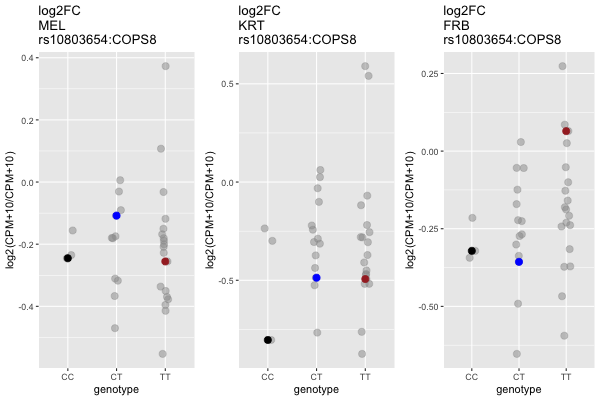 log2FC
MEL
rs10803654:COPS8
log2(CPM+10/CPM+10)
0.4
0.2
0.0
-0.2
-0.4
CC CT TT
genotype
log2FC
KRT
rs10803654:COPS8
log2(CPM+10/CPM+10)
0.5
0.0
-0.5
CC CT TT
genotype
log2FC
FRB
rs10803654:COPS8
log2(CPM+10/CPM+10)
0.25
0.00
-0.25
-0.50
CC CT TT
genotype